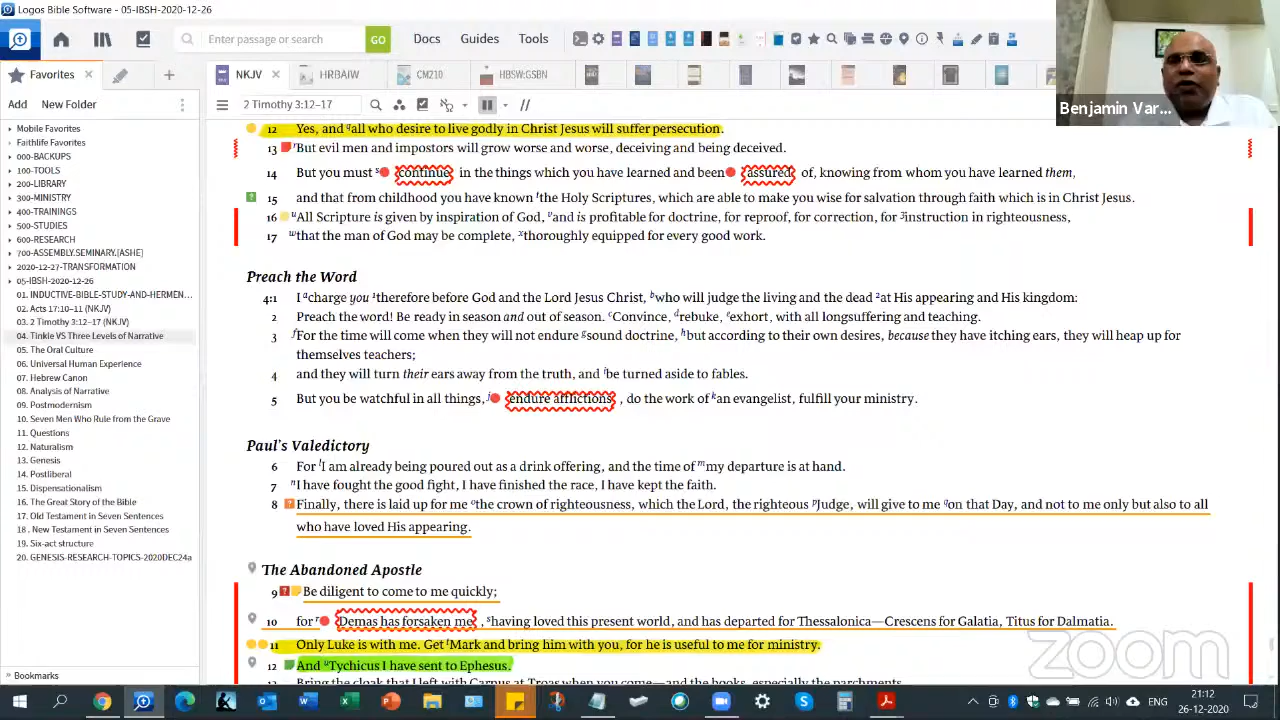 Logos Bible Software - 05-IBSH-2020-12-26
Enter passage or search
GO
Docs
Guides
Tools
Favorites
NKJV
HRBAIW
CM210
HBSW:GSBN
Benjamin Var...
Add
New Folder
2 Timothy 3:12–17
Mobile Favorites
Faithlife Favorites
000-BACKUPS
100-TOOLS
200-LIBRARY
300-MINISTRY
400-TRAININGS
500-STUDIES
600-RESEARCH
700-ASSEMBLY.SEMINARY.[ASHE]
2020-12-27-TRANSFORMATION
05-IBSH-2020-12-26
01. INDUCTIVE-BIBLE-STUDY-AND-HERMEN...
02. Acts 17:10–11 (NKJV)
03. 2 Timothy 3:12–17 (NKJV)
04. Tinkle VS Three Levels of Narrative
05. The Oral Culture
06. Universal Human Experience
07. Hebrew Canon
08. Analysis of Narrative
09. Postmodernism
10. Seven Men Who Rule from the Grave
11. Questions
12. Naturalism
13. Genesis
14. Postliberal
15. Dispensationalism
16. The Great Story of the Bible
17. Old Testament in Seven Sentences
18 . New Testament in Seven Sentences
19. Six-act structure
20. GENESIS-RESEARCH-TOPICS-2020DEC24a
Bookmarks
12 Yes, and q all who desire to live godly in Christ Jesus will suffer persecution.
13 r But evil men and impostors will grow worse and worse, deceiving and being deceived.
14 But you must s continue in the things which you have learned and been assured of, knowing from whom you have learned them,
15 and that from childhood you have known t the Holy Scriptures, which are able to make you wise for salvation through faith which is in Christ Jesus.
16 u All Scripture is given by inspiration of God, v and is profitable for doctrine, for reproof, for correction, for 3 instruction in righteousness,
17 w that the man of God may be complete, x thoroughly equipped for every good work.
Preach the Word
4:1 I a charge you 1 therefore before God and the Lord Jesus Christ, b who will judge the living and the dead 2 at His appearing and His kingdom:
2 Preach the word! Be ready in season and out of season. c Convince, d rebuke, e exhort, with all longsuffering and teaching.
3 f For the time will come when they will not endure g sound doctrine, h but according to their own desires, because they have itching ears, they will heap up for
themselves teachers;
4 and they will turn their ears away from the truth, and i be turned aside to fables.
5 But you be watchful in all things, j endure afflictions, do the work of k an evangelist, fulfill your ministry.
Paul's Valedictory
6 For l I am already being poured out as a drink offering, and the time of m my departure is at hand.
7 n I have fought the good fight, I have finished the race, I have kept the faith.
8 Finally, there is laid up for me o the crown of righteousness, which the Lord, the righteous p Judge, will give to me q on that Day, and not to me only but also to all
who have loved His appearing.
The Abandoned Apostle
9 Be diligent to come to me quickly;
10 for r Demas has forsaken me, s having loved this present world, and has departed for Thessalonica—Crescens for Galatia, Titus for Dalmatia.
11 Only Luke is with me. Get t Mark and bring him with you, for he is useful to me for ministry.
12 And u Tychicus I have sent to Ephesus.
13 Bring the cloak that I left with Carpus at Troas when you come—and the books, especially the parchments.
zoom
ENG
21:12
26-12-2020